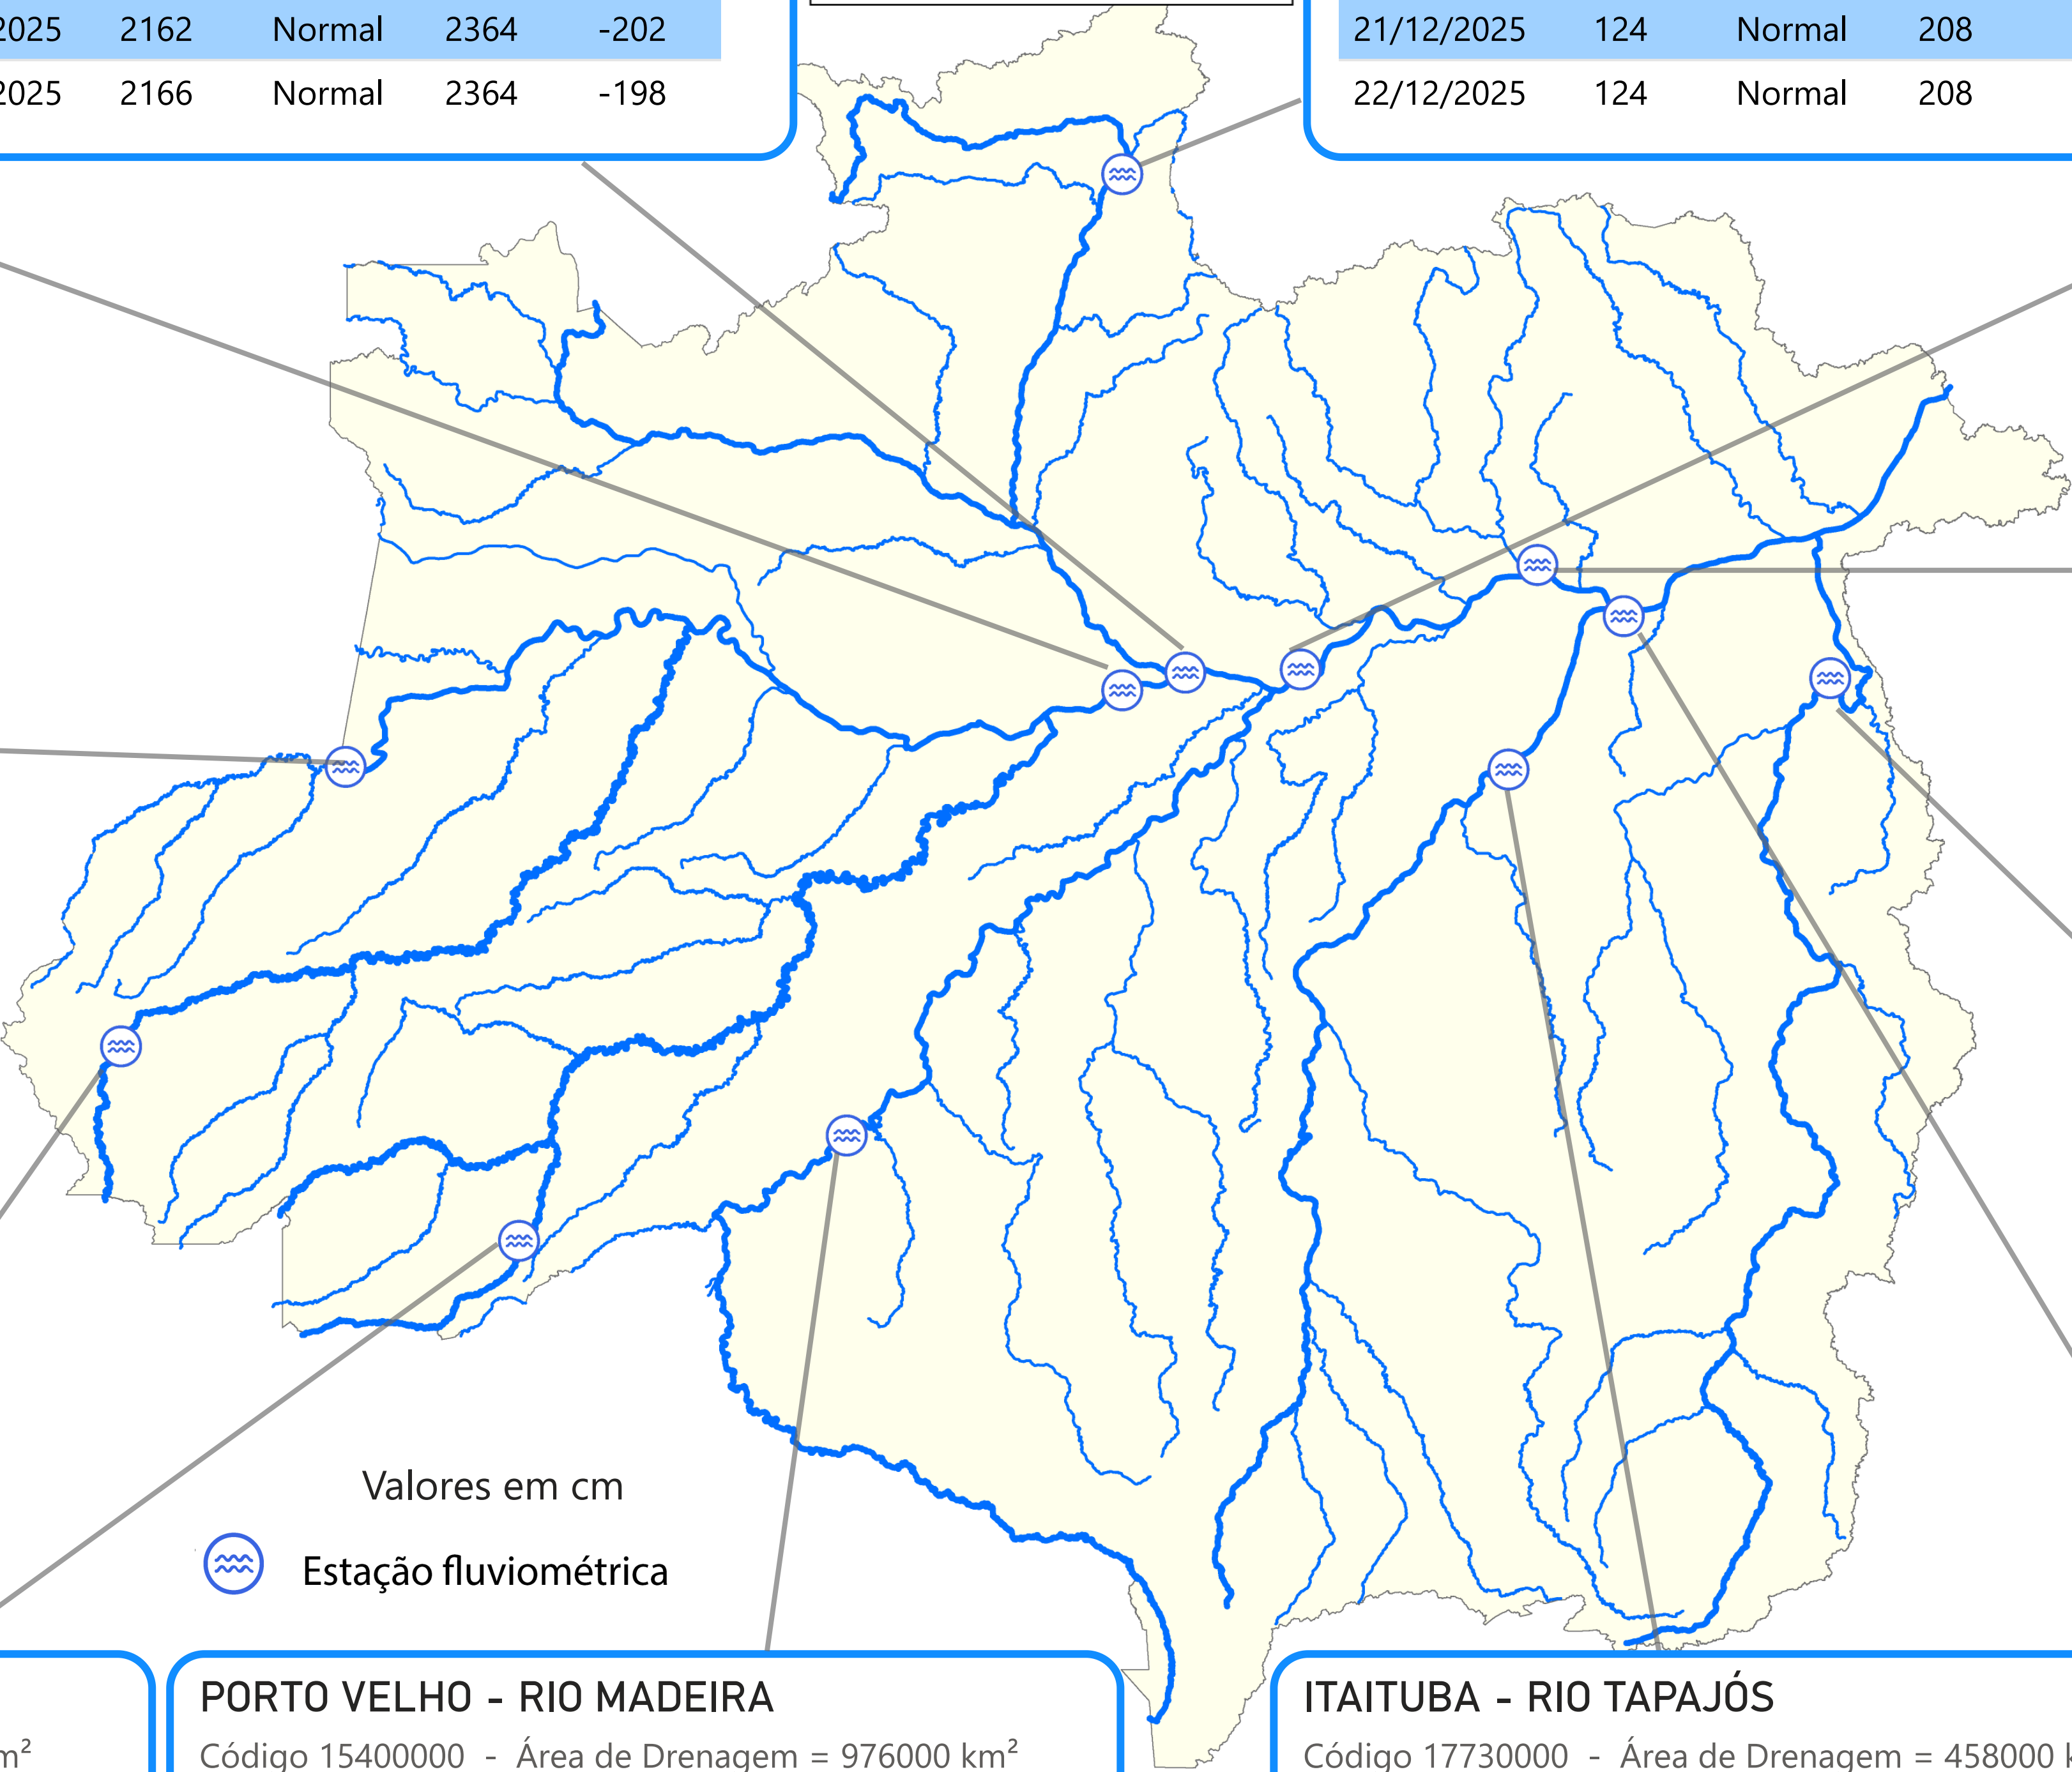 2025 2162 Normal 2364 -202
2025 2166 Normal 2364 -198
21/12/2025 124 Normal 208
22/12/2025 124 Normal 208
Valores em cm
Estação fluviométrica
m²
PORTO VELHO - RIO MADEIRA
Código 15400000 - Área de Drenagem = 976000 km²
ITAITUBA - RIO TAPAJÓS
Código 17730000 - Área de Drenagem = 458000 k